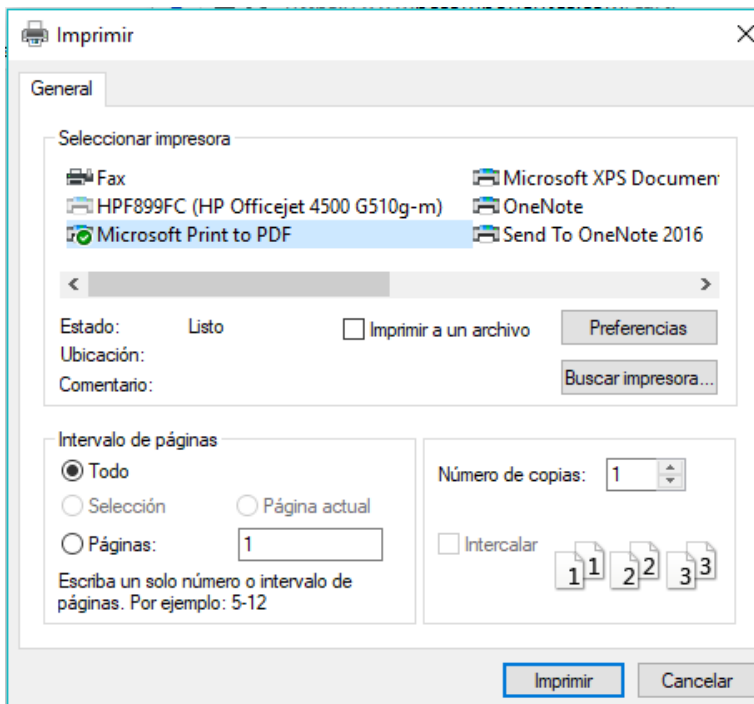 Imprimir
General
Seleccionar impresora
Fax
Microsoft XPS Documen
HPF899FC (HP Officejet 4500 G510g-m)
OneNote
Microsoft Print to PDF
Send To OneNote 2016
Estado: Listo
Imprimir a un archivo
Preferencias
Ubicación:
Comentario:
Buscar impresora...
Intervalo de páginas
Todo
Selección
Página actual
Páginas: 1
Escriba un solo número o intervalo de
páginas. Por ejemplo: 5-12
Número de copias: 1
Intercalar
1 1 2 2 3 3
Imprimir
Cancelar